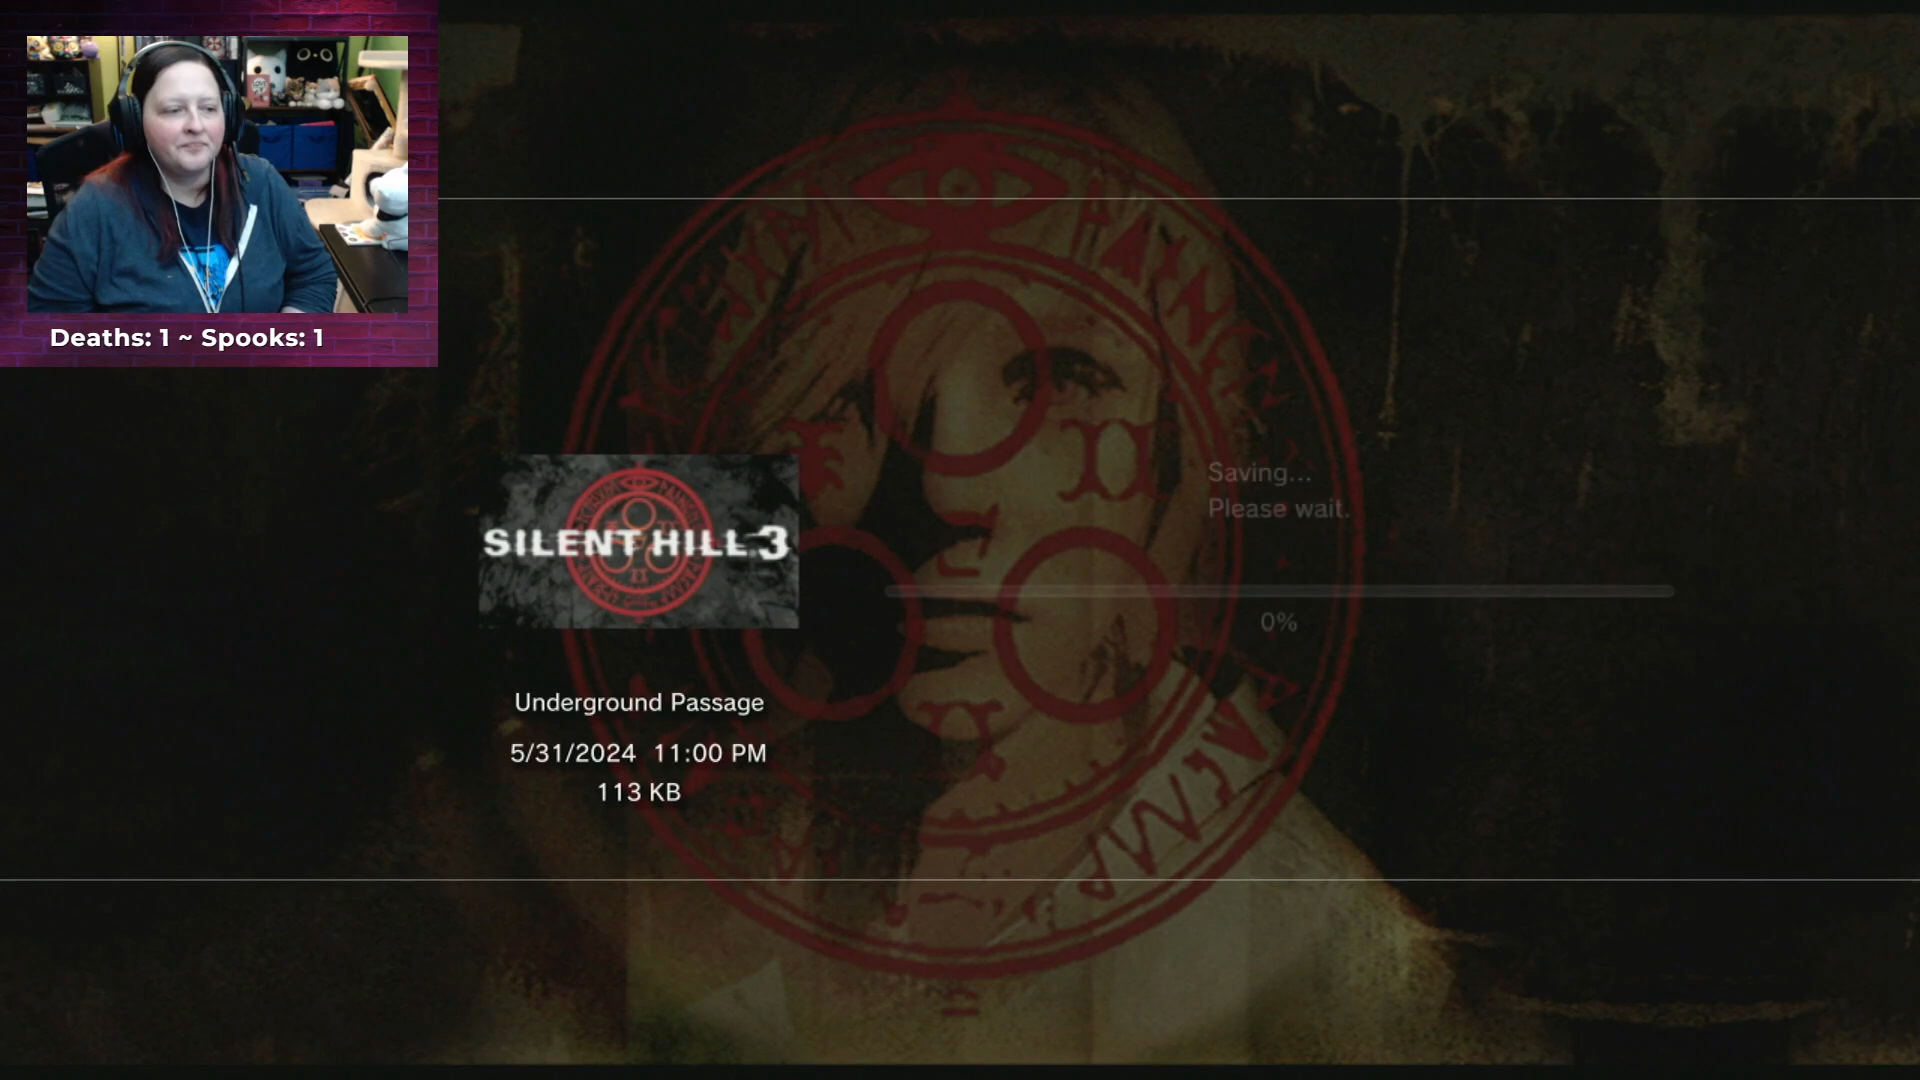 Deaths: 1 ~ Spooks: 1
SILENT HILL 3
Saving...
Please wait.
0%
Underground Passage
5/31/2024 11:00 PM
113 KB